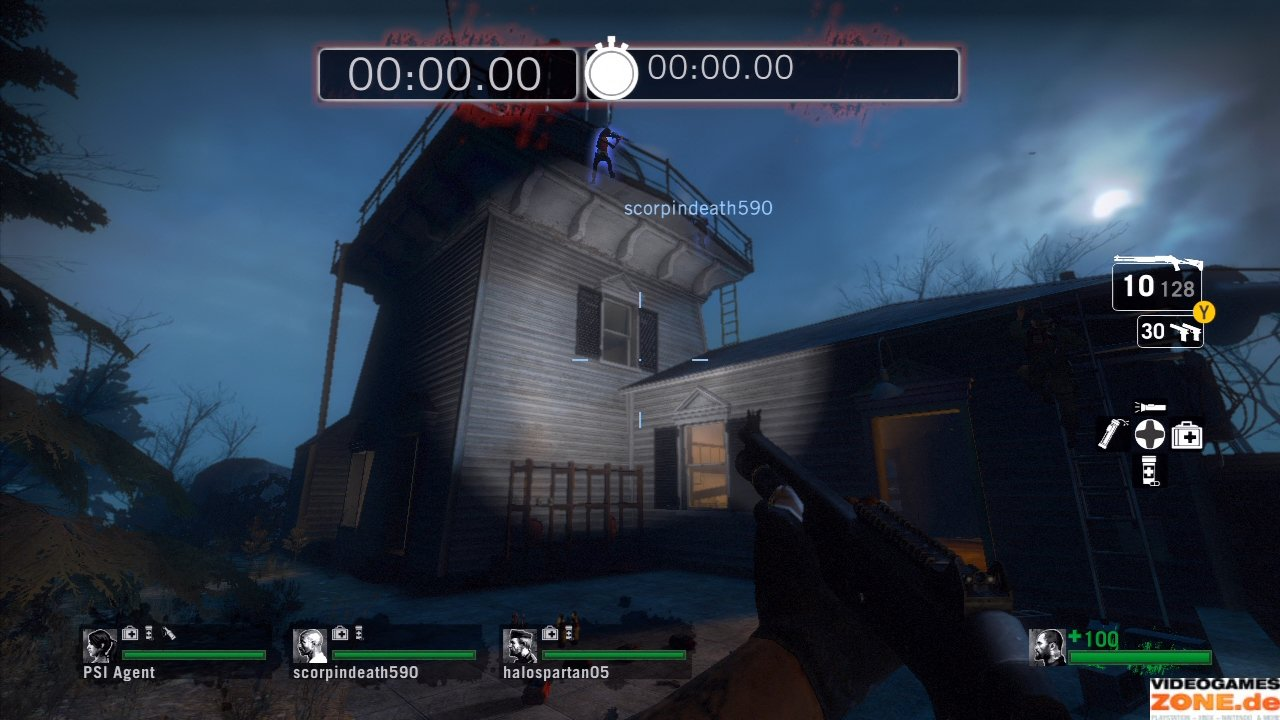 00:00.00
00:00.00
scorpindeath590
10 128
Y
30
PSI Agent
scorpindeath590
halospartan05
+100
VIDEOGAMES
ZONE.de